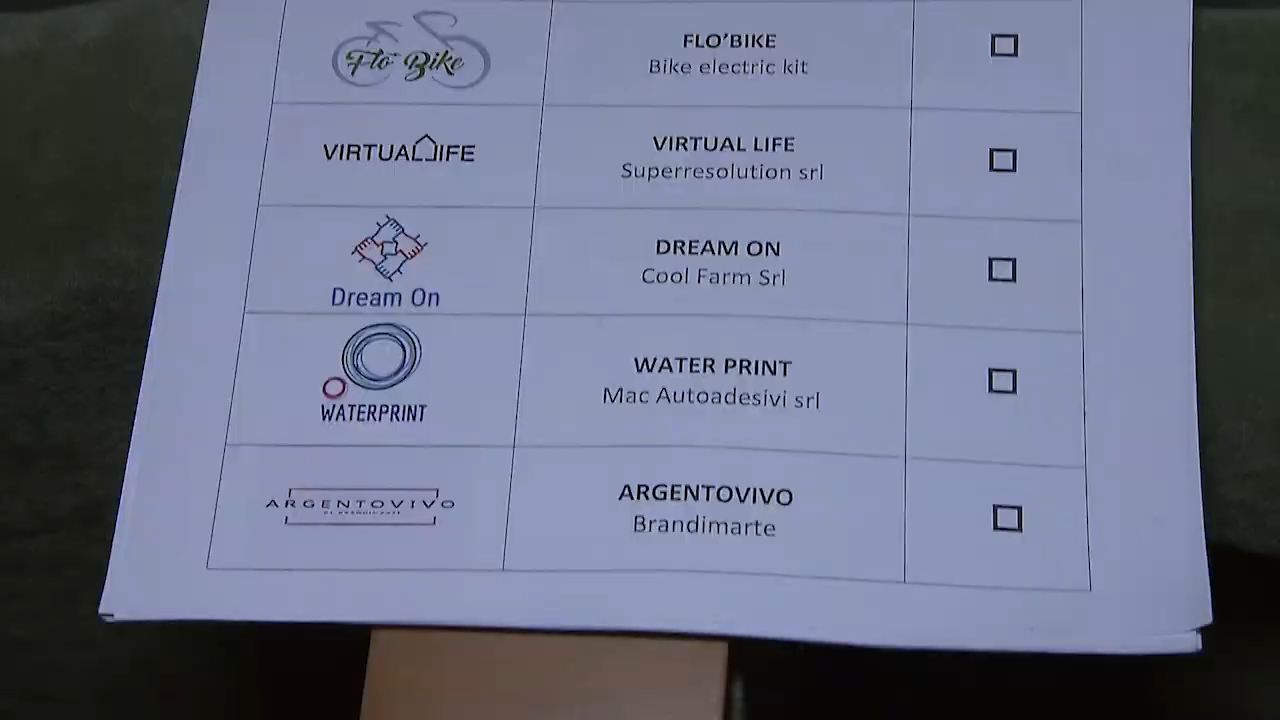 Flo' Bike
FLO'BIKE
Bike electric kit
VIRTUALLIFE
VIRTUAL LIFE
Superresolution srl
Dream On
DREAM ON
Cool Farm Srl
WATERPRINT
WATER PRINT
Mac Autoadesivi srl
ARGENTOVIVO
ARGENTOVIVO
Brandimarte